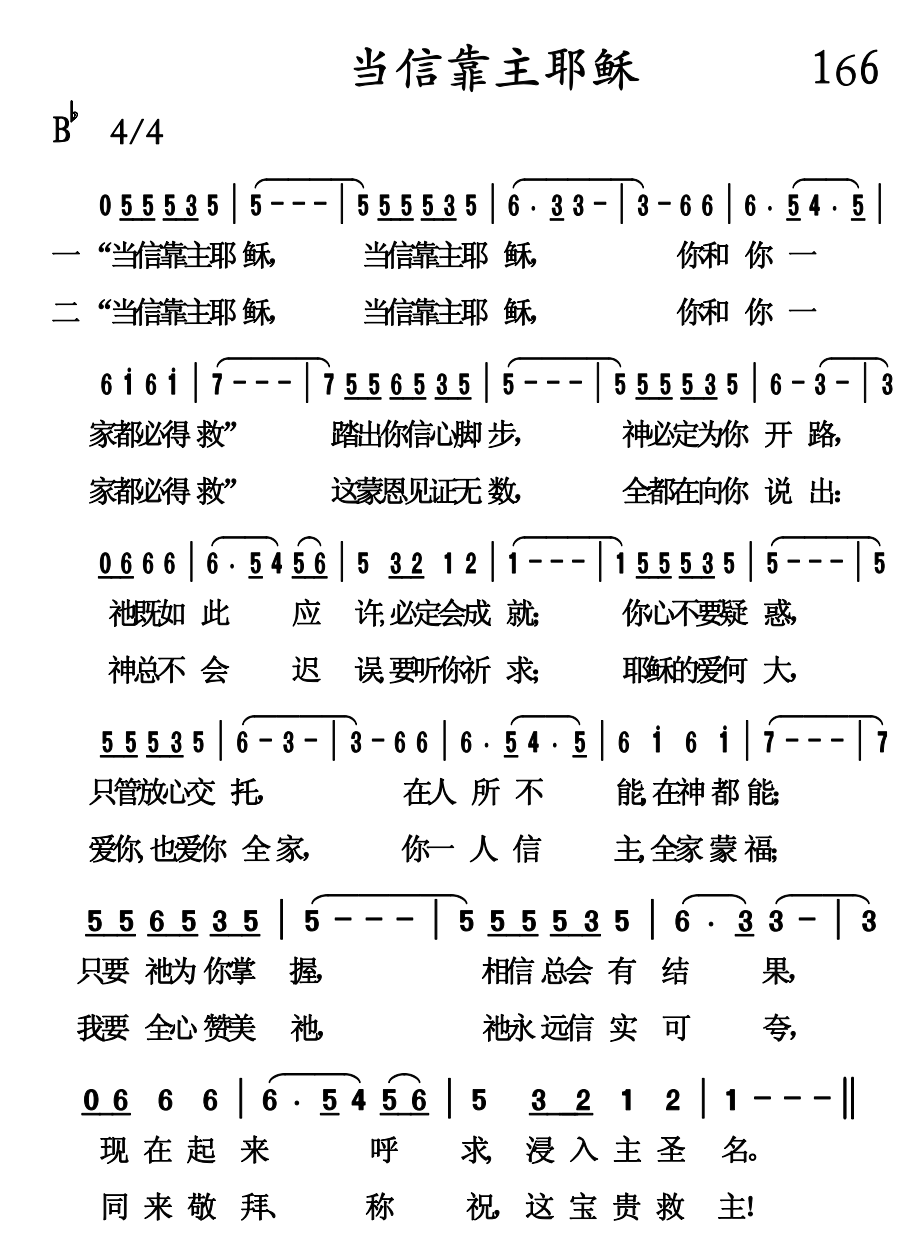 当信靠主耶稣 166
B♭ 4/4
0 5 5 5 3 5 | 5 - - - | 5 5 5 5 3 5 | 6 · 3 3 - | 3 - 6 6 | 6 · 5 4 · 5 |
一 “当信靠主耶 稣, 当信靠主耶 稣, 你和 你 一
二 “当信靠主耶 稣, 当信靠主耶 稣, 你和 你 一
6 i 6 i | 7 - - - | 7 5 5 6 5 3 5 | 5 - - - | 5 5 5 5 3 5 | 6 - 3 - | 3
家都必得 救” 踏出你信心脚 步, 神必定为你 开 路,
家都必得 救” 这蒙恩见证无 数, 全都在向你 说 出:
0 6 6 6 6 | 6 · 5 4 5 6 | 5 3 2 1 2 | 1 - - - | 1 5 5 5 3 5 | 5 - - - | 5
祂既如 此 应 许, 必定会成 就; 你心不要疑 惑,
神总不 会 迟 误, 要听你祈 求; 耶稣的爱何 大,
5 5 5 3 5 | 6 - 3 - | 3 - 6 6 | 6 · 5 4 · 5 | 6 i 6 i | 7 - - - | 7
只管放心交 托, 在人 所 不 能, 在神 都 能;
爱你, 也爱你 全 家, 你一 人 信 主, 全家 蒙 福;
5 5 6 5 3 5 | 5 - - - | 5 5 5 5 3 5 | 6 · 3 3 - | 3
只要 祂为 你掌 握, 相信 总会 有 结 果,
我要 全心 赞美 祂, 祂永 远信 实 可 夸,
0 6 6 6 | 6 · 5 4 5 6 | 5 3 2 1 2 | 1 - - - ‖
现 在 起 来 呼 求, 浸 入 主 圣 名。
同 来 敬 拜、 称 祝, 这 宝 贵 救 主!